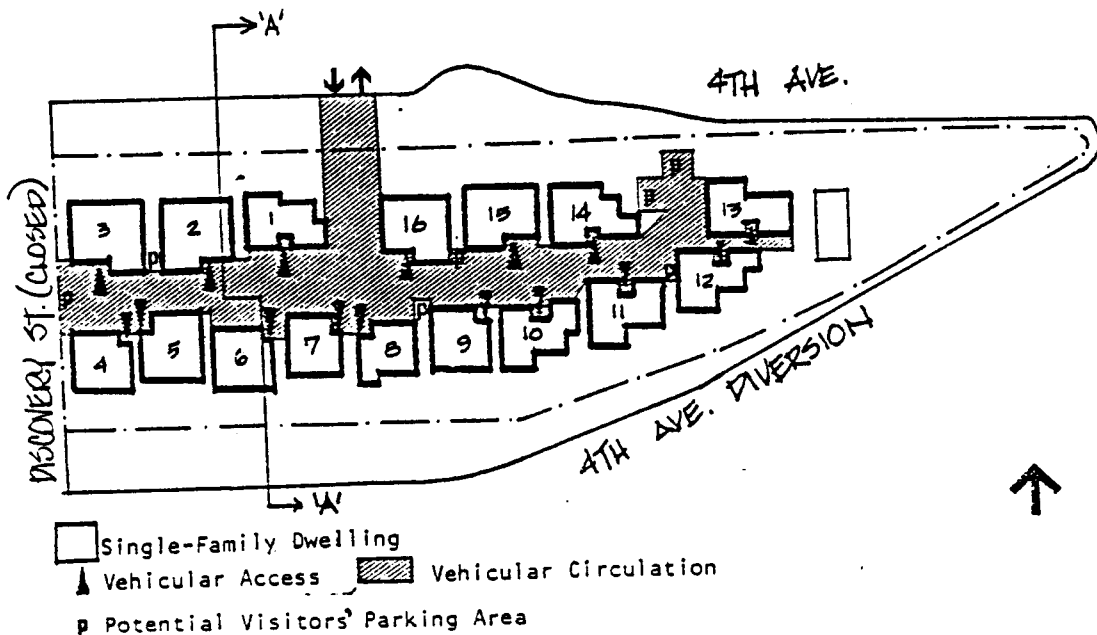 'A'
4TH AVE.
DISCOVERY ST. (CLOSED)
3
2
1
16
15
14
13
P
P
P
P
P
P
P
4
5
6
7
8
9
10
11
12
4TH AVE. DIVERSION
'A'
Single-Family Dwelling
Vehicular Access
Vehicular Circulation
P Potential Visitors' Parking Area